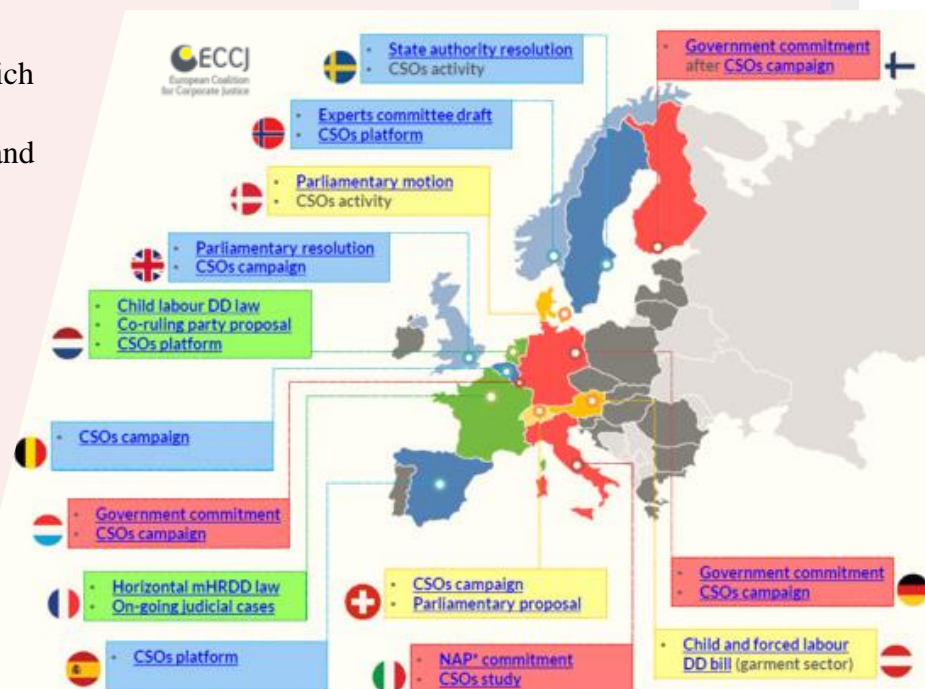 ich
and
ECCJ
European Coalition
for Corporate Justice
State authority resolution
CSOs activity
Government commitment
after CSOs campaign
Experts committee draft
CSOs platform
Parliamentary motion
CSOs activity
Parliamentary resolution
CSOs campaign
Child labour DD law
Co-ruling party proposal
CSOs platform
CSOs campaign
Government commitment
CSOs campaign
Horizontal mHRDD law
On-going judicial cases
CSOs campaign
Parliamentary proposal
Government commitment
CSOs campaign
CSOs platform
NAP* commitment
CSOs study
Child and forced labour
DD bill (garment sector)